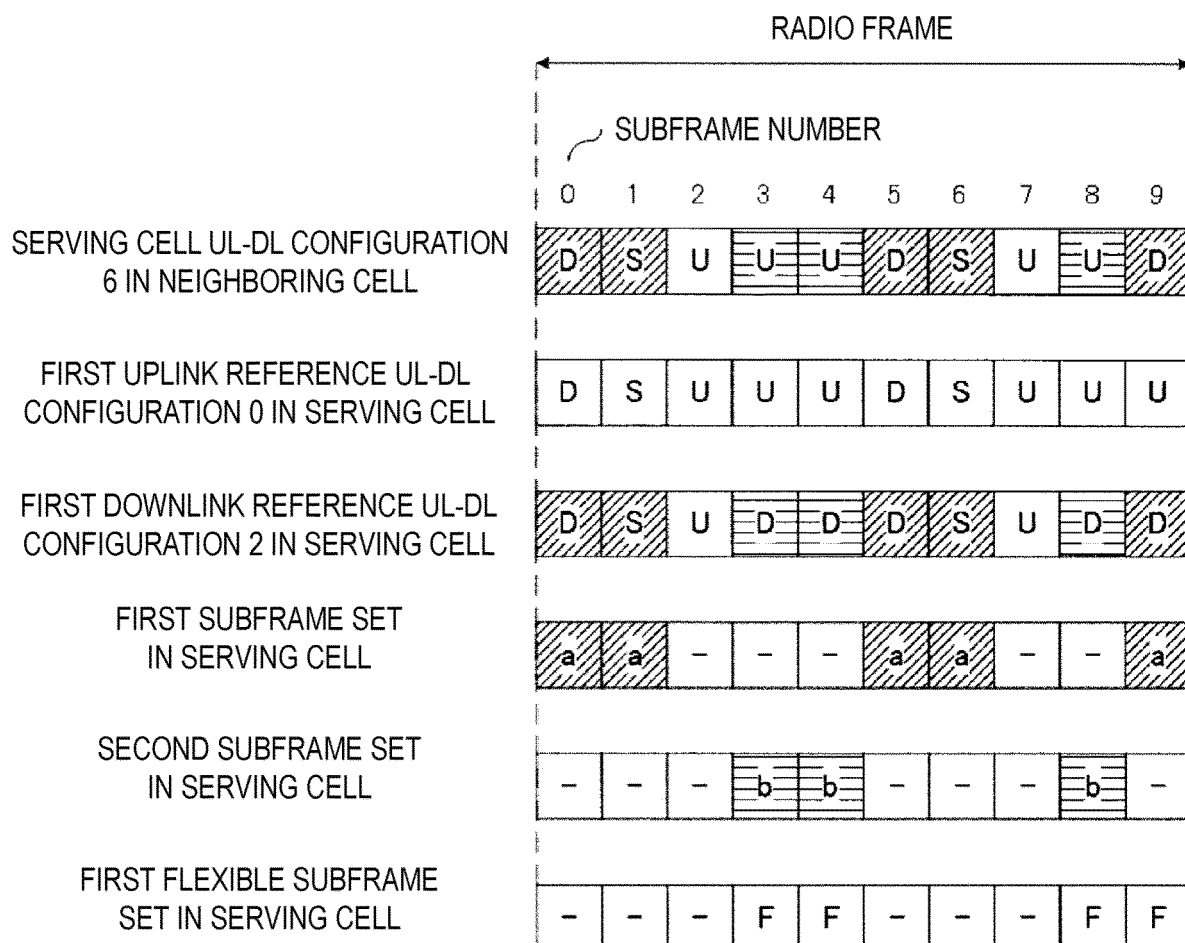 RADIO FRAME
SUBFRAME NUMBER
0 1 2 3 4 5 6 7 8 9
SERVING CELL UL-DL CONFIGURATION
6 IN NEIGHBORING CELL
D S U U U D S U U D
FIRST UPLINK REFERENCE UL-DL
CONFIGURATION 0 IN SERVING CELL
D S U U U D S U U U
FIRST DOWNLINK REFERENCE UL-DL
CONFIGURATION 2 IN SERVING CELL
D S U D D D S U D D
FIRST SUBFRAME SET
IN SERVING CELL
a a - - - a a - - a
SECOND SUBFRAME SET
IN SERVING CELL
- - - b b - - - b -
FIRST FLEXIBLE SUBFRAME
SET IN SERVING CELL
- - - F F - - - F F